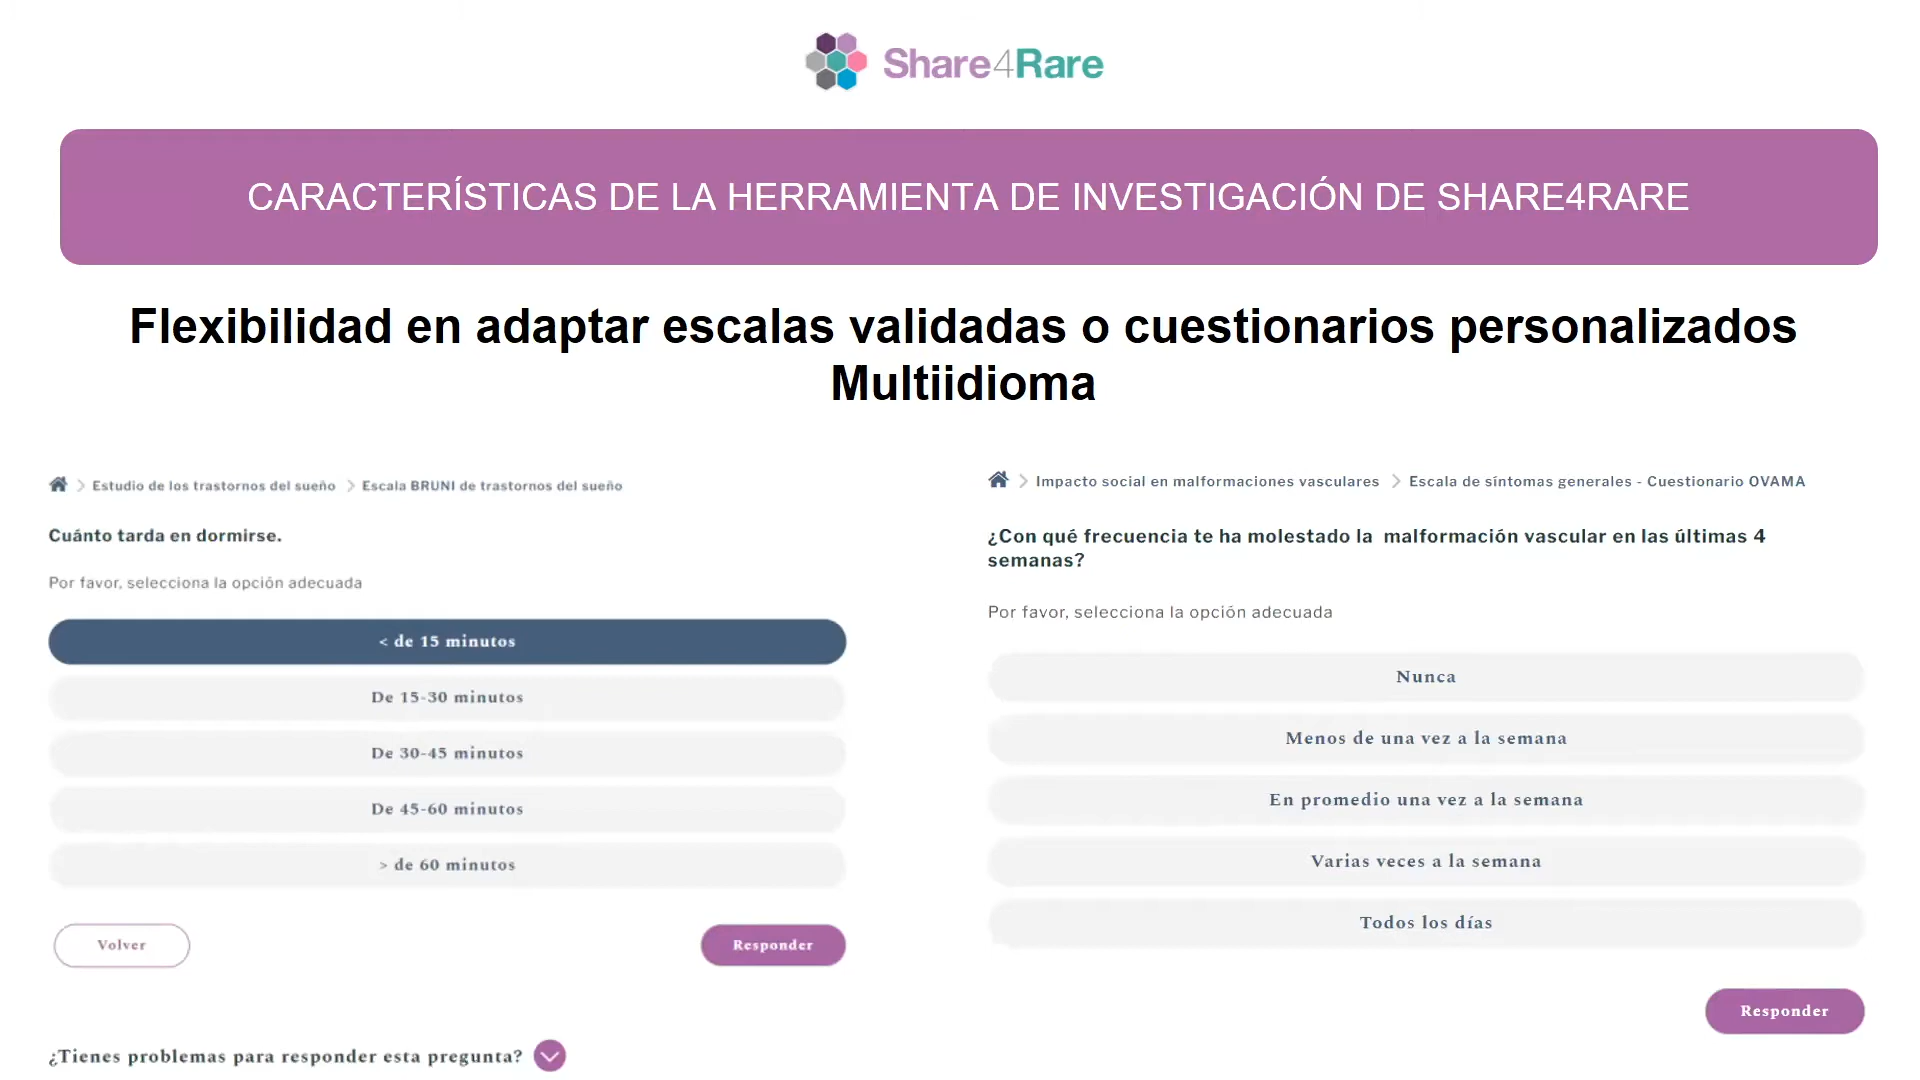 Share4Rare
CARACTERÍSTICAS DE LA HERRAMIENTA DE INVESTIGACIÓN DE SHARE4RARE
Flexibilidad en adaptar escalas validadas o cuestionarios personalizados
Multiidioma
Estudio de los trastornos del sueño > Escala BRUNI de trastornos del sueño
Cuánto tarda en dormirse.
Por favor, selecciona la opción adecuada
< de 15 minutos
De 15-30 minutos
De 30-45 minutos
De 45-60 minutos
> de 60 minutos
Volver
Responder
¿Tienes problemas para responder esta pregunta?
Impacto social en malformaciones vasculares > Escala de síntomas generales - Cuestionario OVAMA
¿Con qué frecuencia te ha molestado la malformación vascular en las últimas 4
semanas?
Por favor, selecciona la opción adecuada
Nunca
Menos de una vez a la semana
En promedio una vez a la semana
Varias veces a la semana
Todos los días
Responder